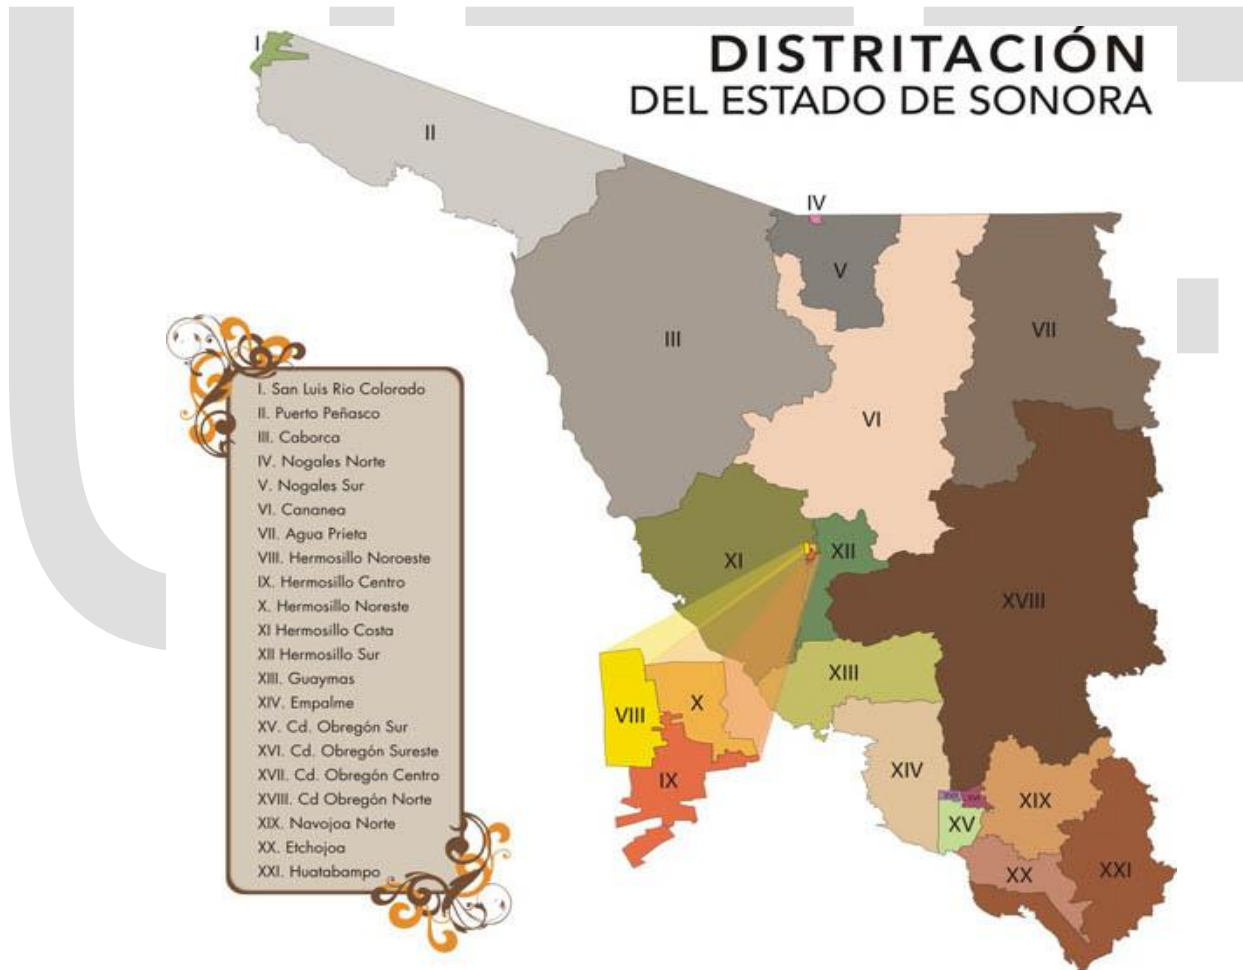 DISTRITACIÓN
DEL ESTADO DE SONORA
I
II
III
IV
V
VI
VII
I. San Luis Rio Colorado
II. Puerto Peñasco
III. Caborca
IV. Nogales Norte
V. Nogales Sur
VI. Cananea
VII. Agua Prieta
VIII. Hermosillo Noroeste
IX. Hermosillo Centro
X. Hermosillo Noreste
XI Hermosillo Costa
XII Hermosillo Sur
XIII. Guaymas
XIV. Empalme
XV. Cd. Obregón Sur
XVI. Cd. Obregón Sureste
XVII. Cd. Obregón Centro
XVIII. Cd Obregón Norte
XIX. Navojoa Norte
XX. Etchojoa
XXI. Huatabampo
XI
XII
XVIII
XIII
VIII
X
IX
XIV
XIX
XV
XX
XXI